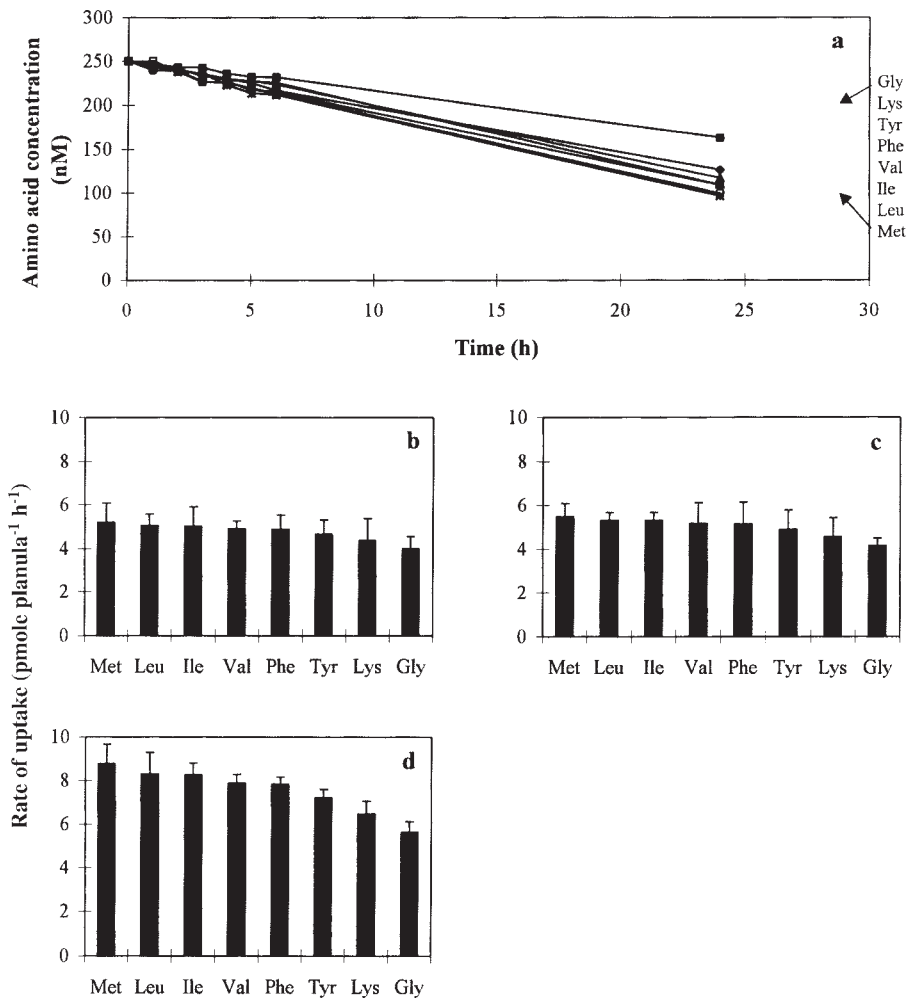 300
250
200
150
100
50
0
Amino acid concentration
(nM)
a
Gly
Lys
Tyr
Phe
Val
Ile
Leu
Met
0 5 10 15 20 25 30
Time (h)
Rate of uptake (pmole planula⁻¹ h⁻¹)
10
8
6
4
2
0
b
Met Leu Ile Val Phe Tyr Lys Gly
10
8
6
4
2
0
c
Met Leu Ile Val Phe Tyr Lys Gly
10
8
6
4
2
0
d
Met Leu Ile Val Phe Tyr Lys Gly